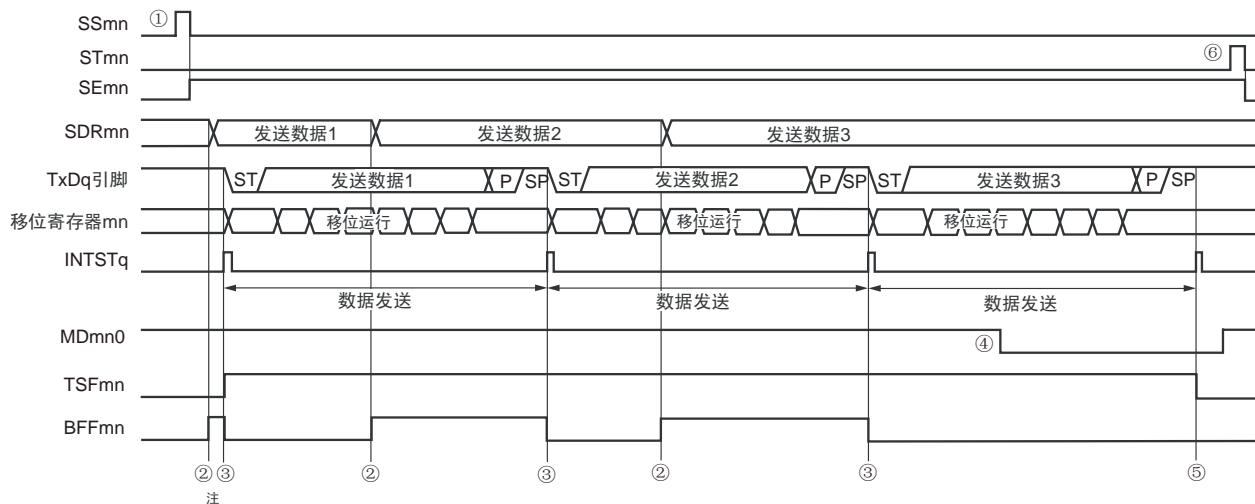 SSmn ①
STmn ⑥
SEmn
SDRmn 发送数据1 发送数据2 发送数据3
TxDq引脚 ST 发送数据1 P SP ST 发送数据2 P SP ST 发送数据3 P SP
移位寄存器mn 移位运行 移位运行 移位运行
INTSTq
数据发送 数据发送 数据发送
MDmn0 ④
TSFmn
BFFmn
② ③ ② ③ ② ③ ⑤
注